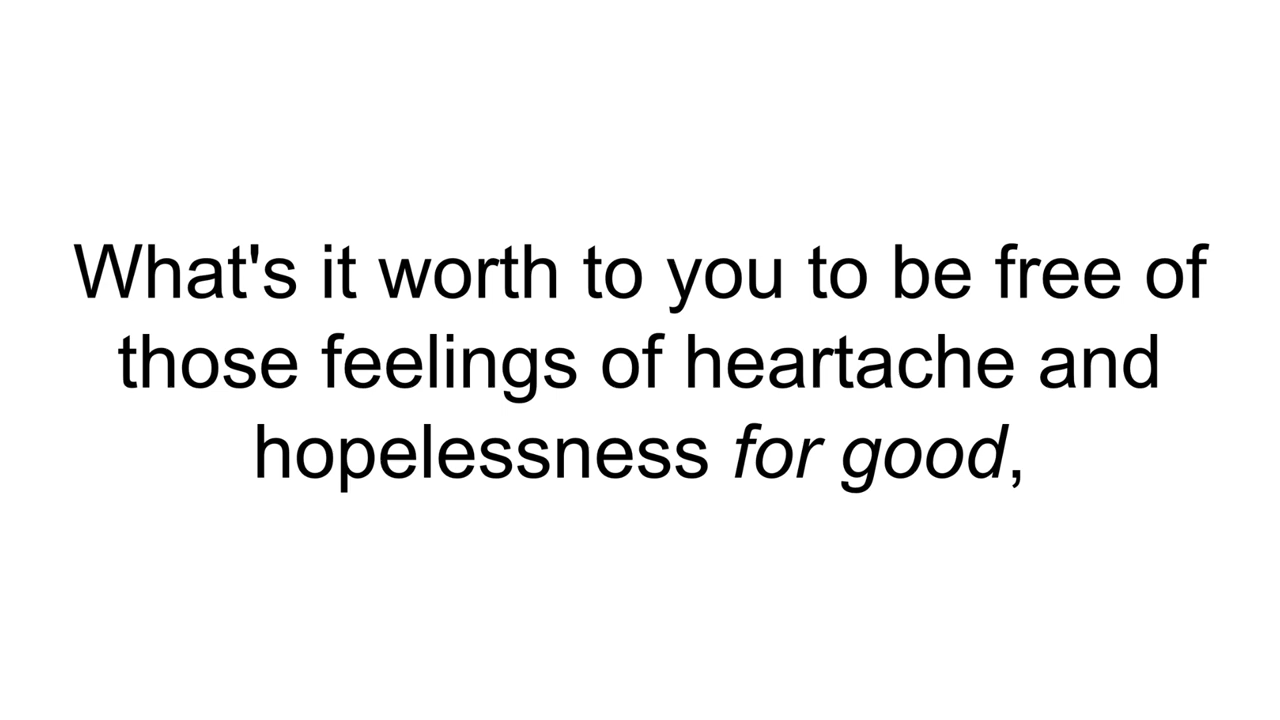 What's it worth to you to be free of
those feelings of heartache and
hopelessness for good,